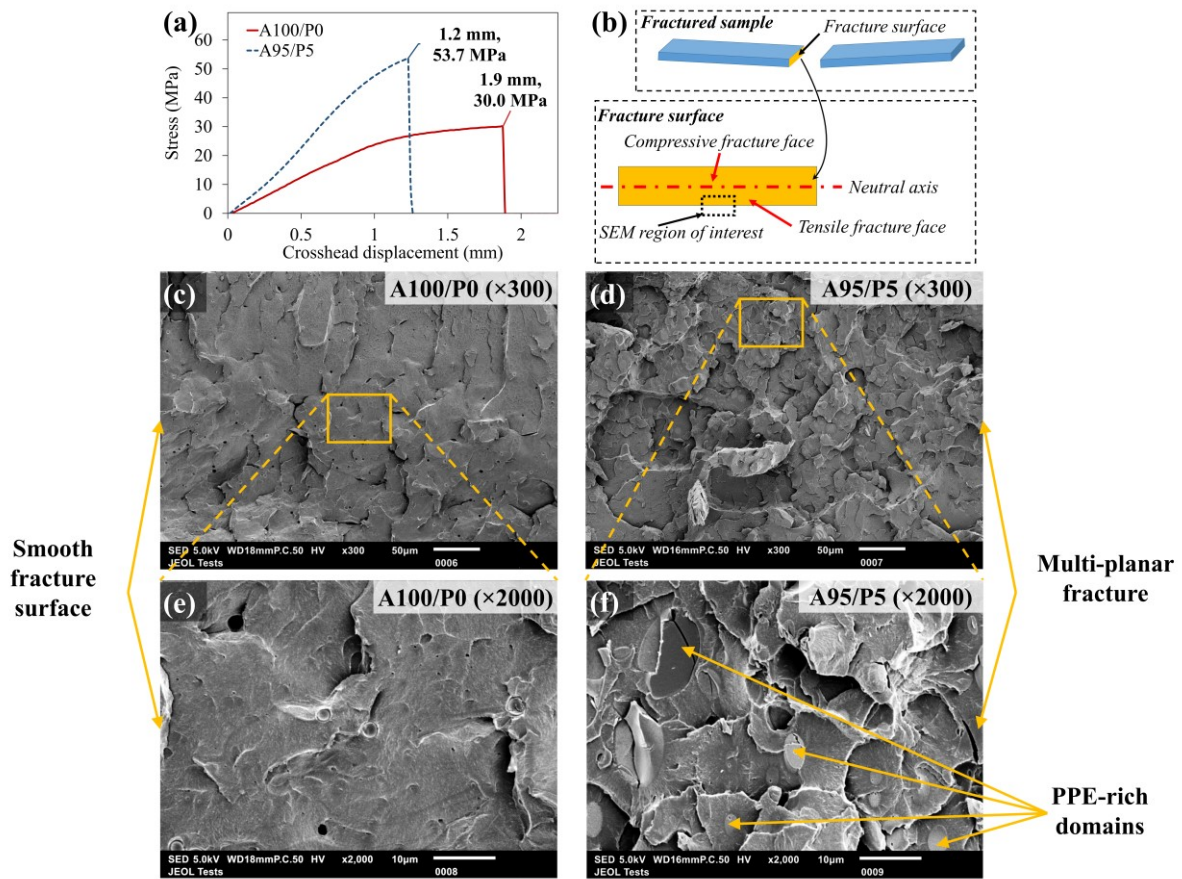 (a)
A100/P0
A95/P5
1.2 mm,
53.7 MPa
1.9 mm,
30.0 MPa
Stress (MPa)
60
50
40
30
20
10
0
0
0.5
1
1.5
2
Crosshead displacement (mm)
(b)
Fractured sample
Fracture surface
Fracture surface
Compressive fracture face
Neutral axis
SEM region of interest
Tensile fracture face
(c)
A100/P0 (×300)
SED 5.0kV WD18mmP.C.50 HV x300 50µm
JEOL Tests 0006
(d)
A95/P5 (×300)
SED 5.0kV WD16mmP.C.50 HV x300 50µm
JEOL Tests 0007
Smooth
fracture
surface
Multi-planar
fracture
(e)
A100/P0 (×2000)
SED 5.0kV WD18mmP.C.50 HV x2,000 10µm
JEOL Tests 0008
(f)
A95/P5 (×2000)
PPE-rich
domains
SED 5.0kV WD16mmP.C.50 HV x2,000 10µm
JEOL Tests 0009